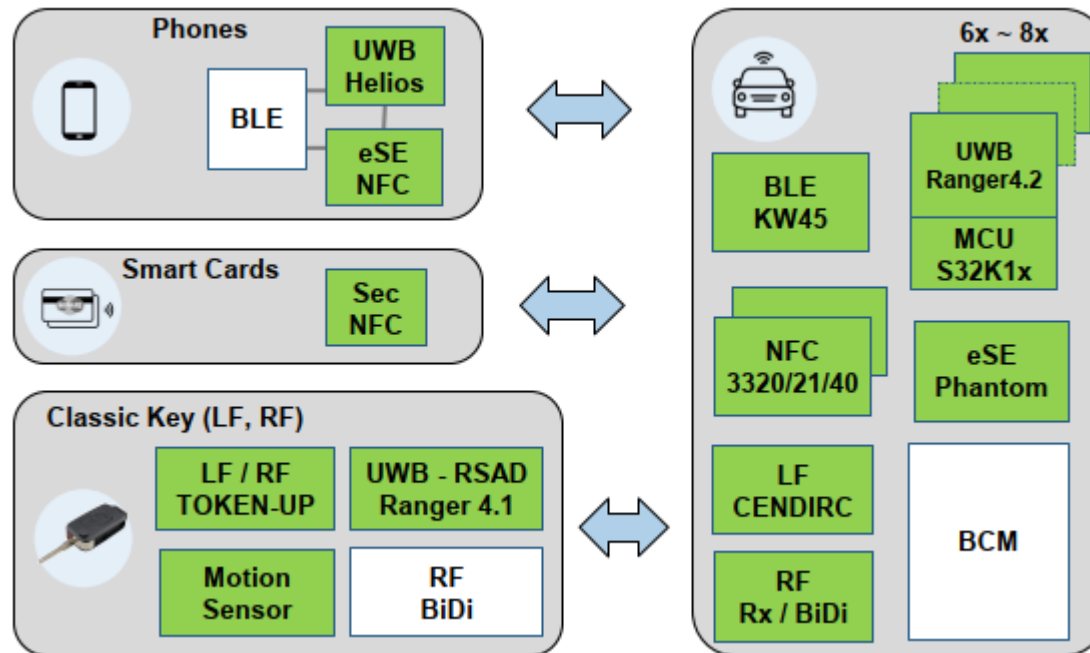 Phones
UWB
Helios
BLE
eSE
NFC
Smart Cards
Sec
NFC
Classic Key (LF, RF)
LF / RF
TOKEN-UP
UWB - RSAD
Ranger 4.1
Motion
Sensor
RF
BiDi
6x ~ 8x
BLE
KW45
UWB
Ranger4.2
MCU
S32K1x
NFC
3320/21/40
eSE
Phantom
LF
CENDIRC
BCM
RF
Rx / BiDi